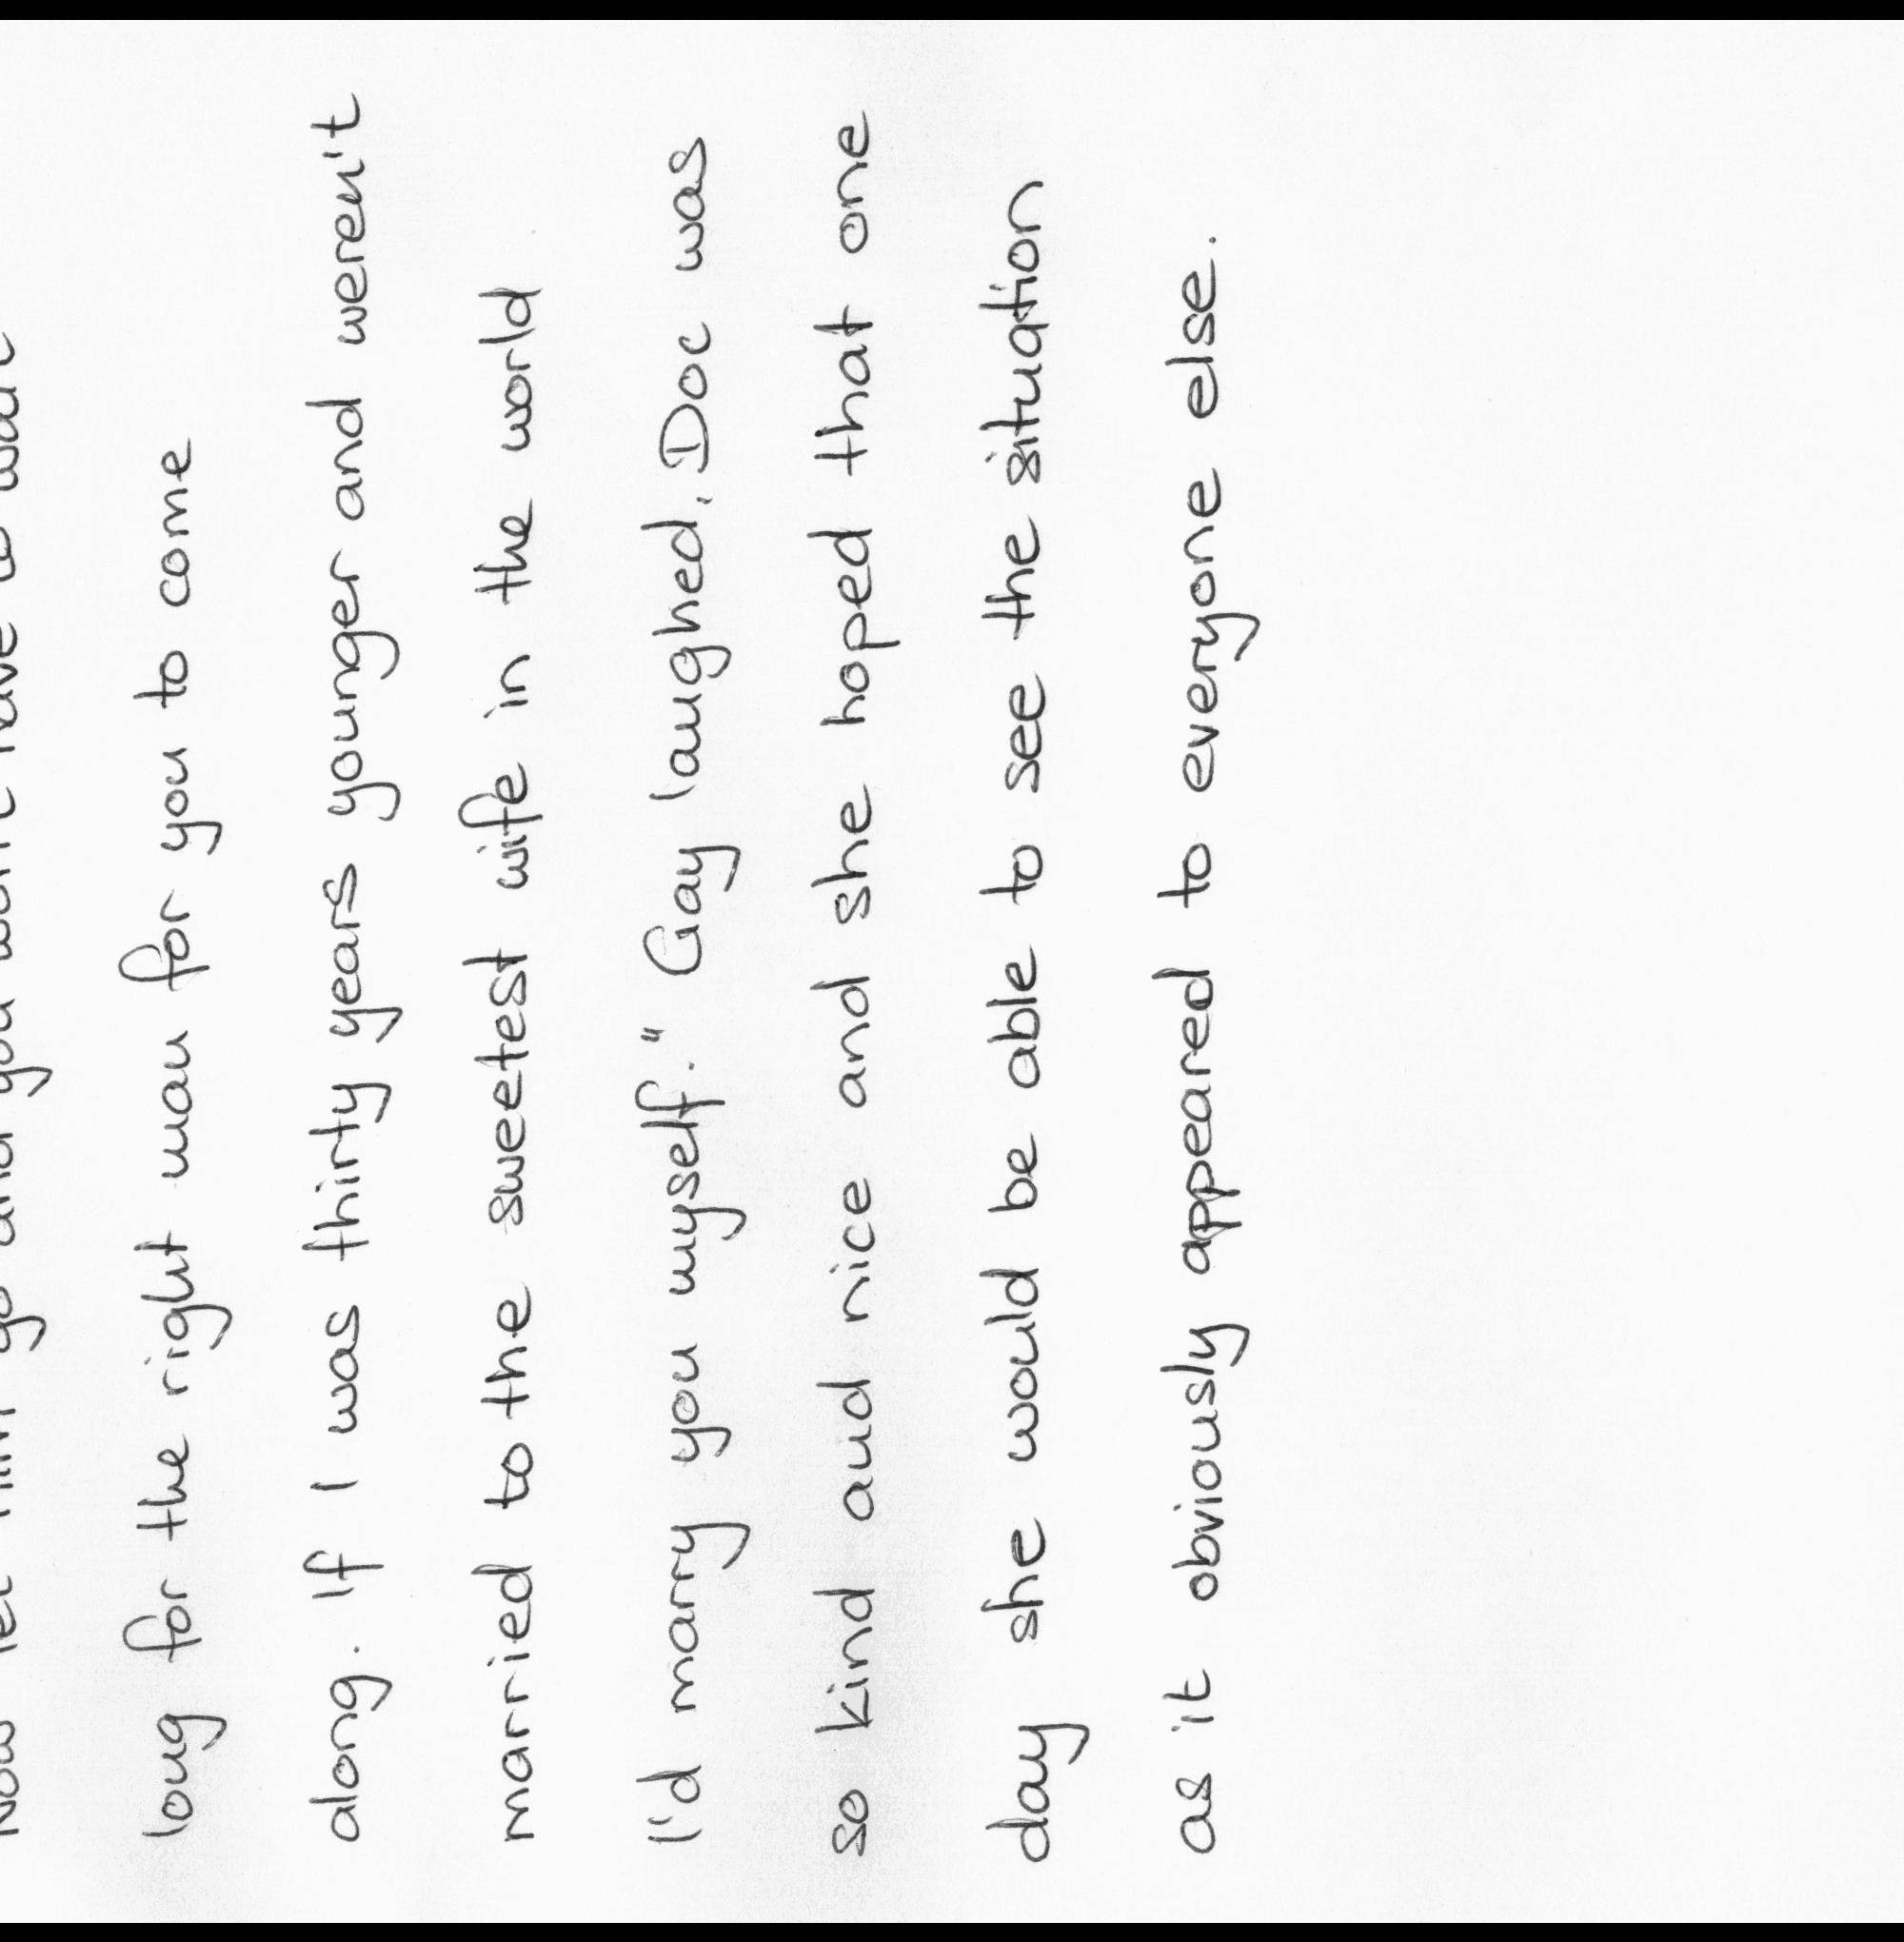 Now let him go and you won't have to wait
long for the right man for you to come
along. If I was thirty years younger and weren't
married to the sweetest wife in the world
I'd marry you myself." Gay laughed. Doc was
so kind and nice and she hoped that one
day she would be able to see the situation
as it obviously appeared to everyone else.